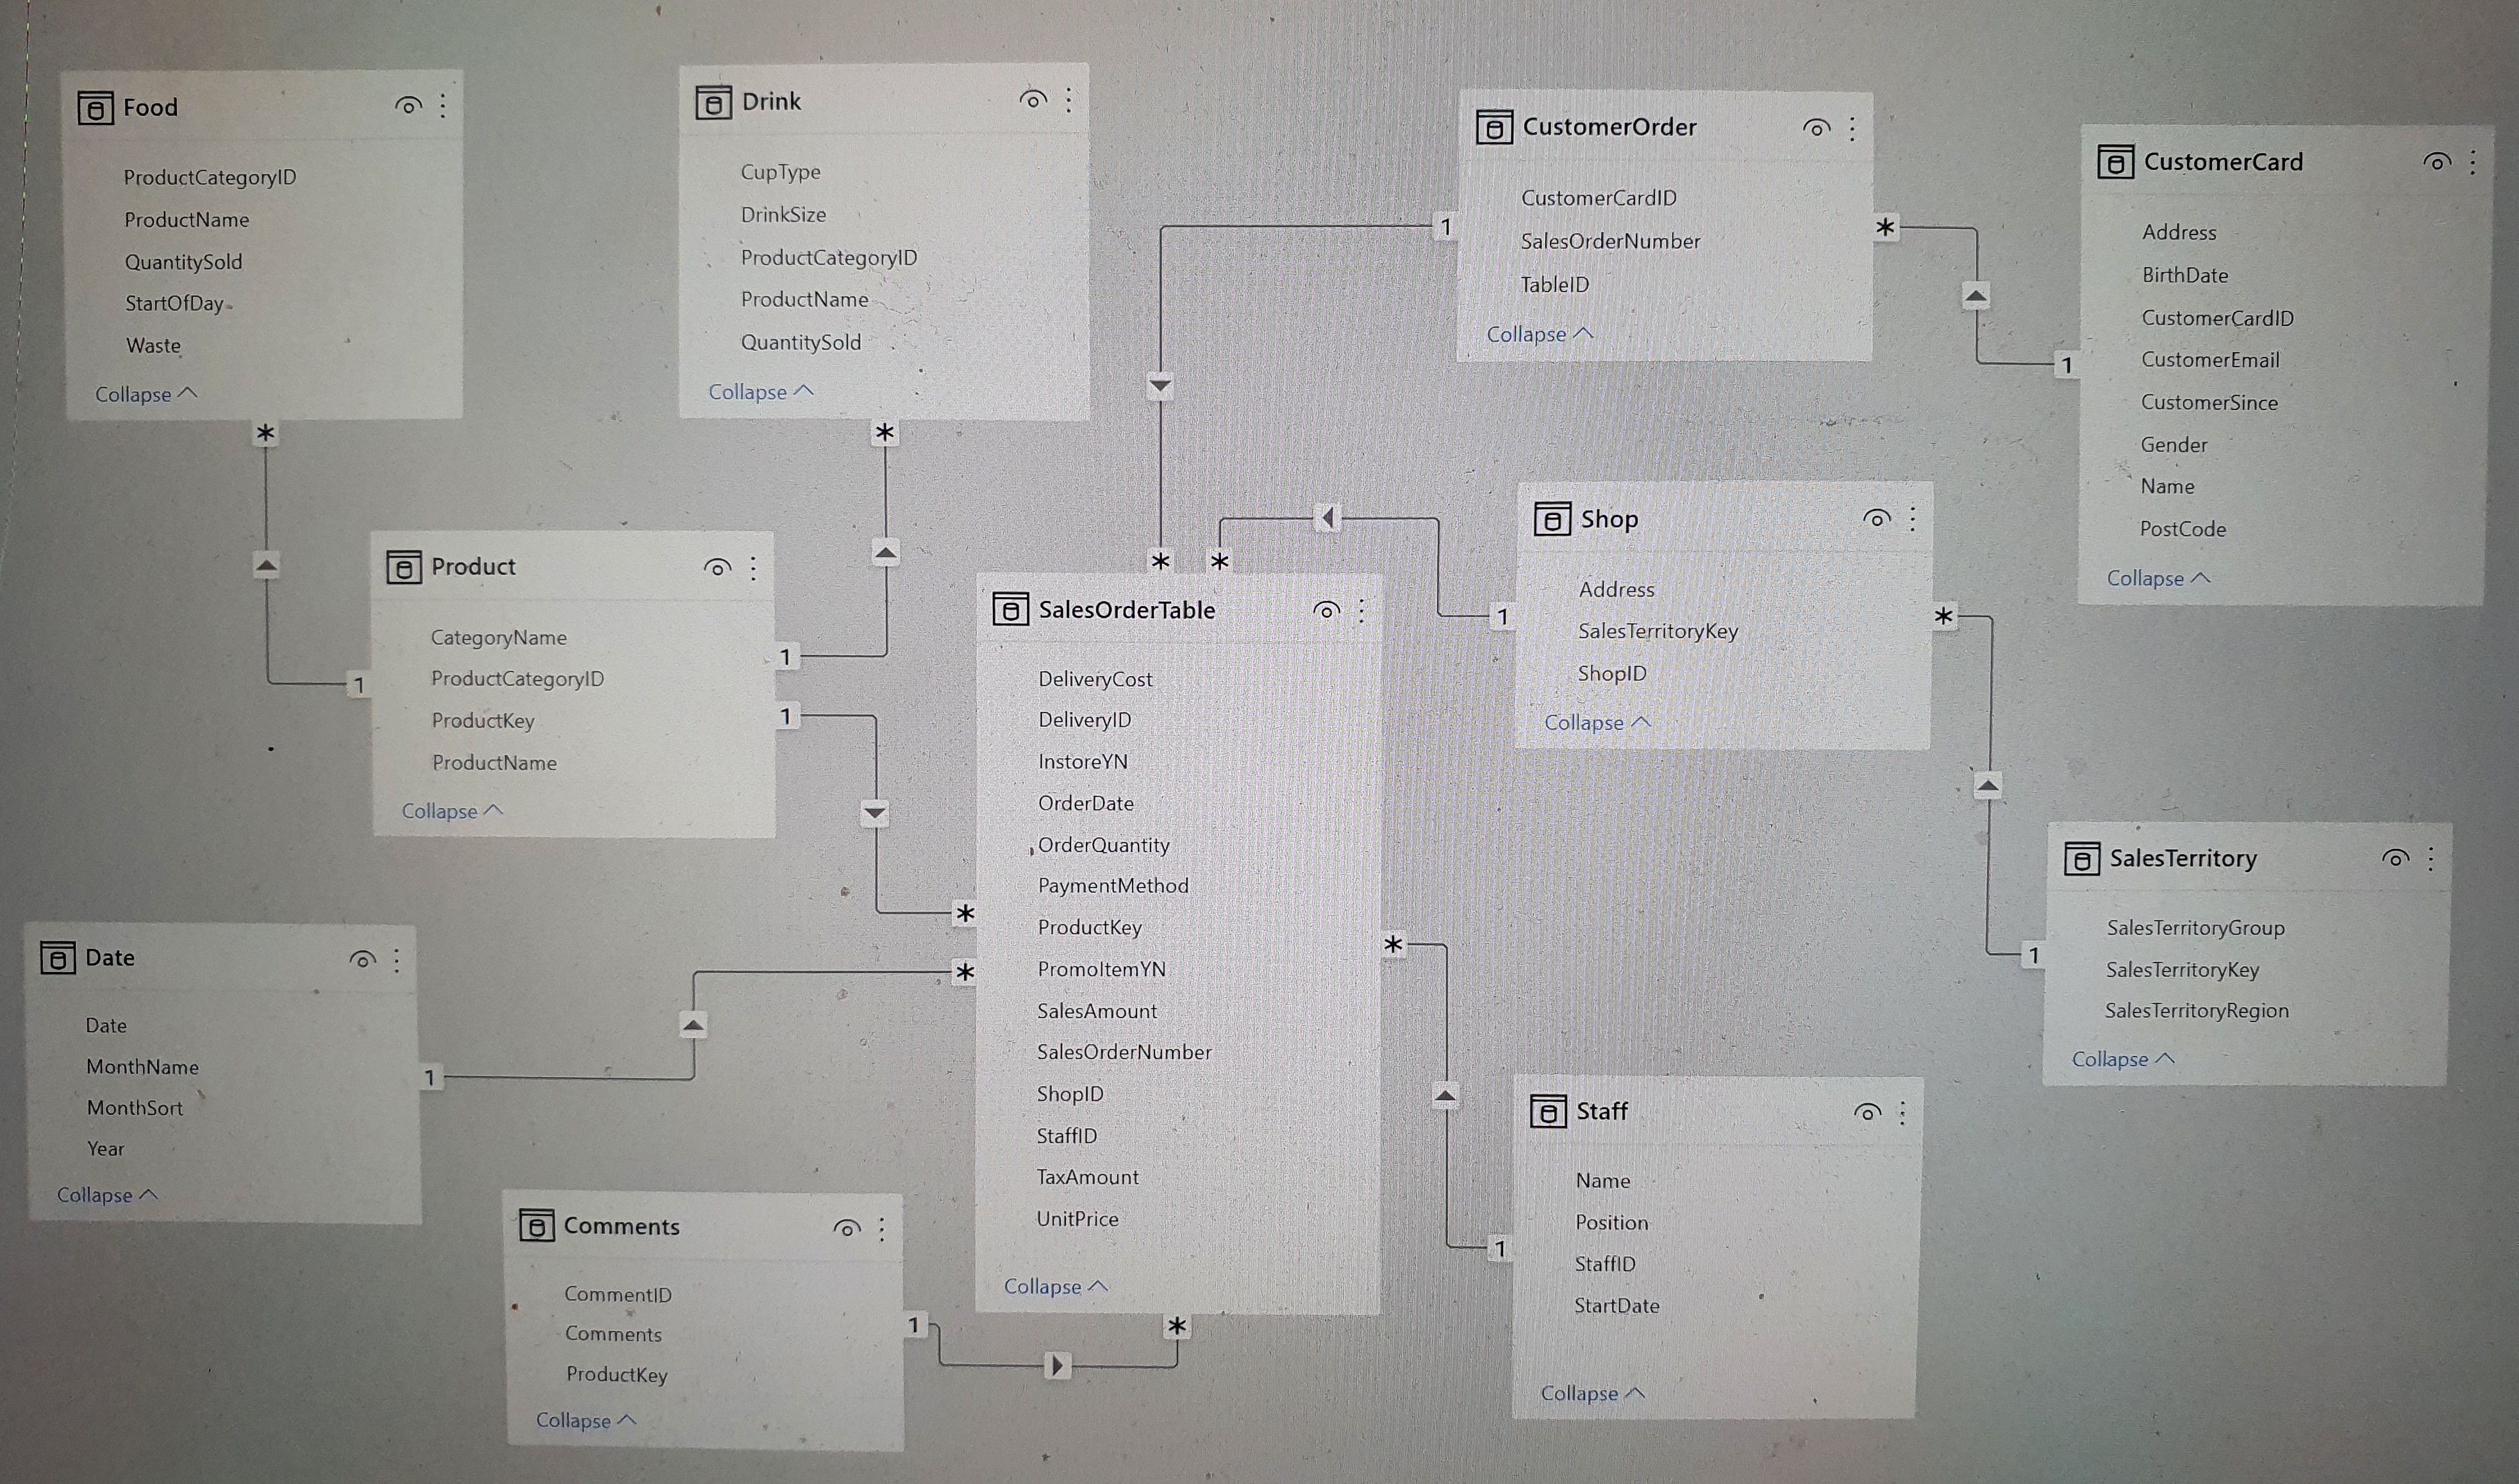 Food
ProductCategoryID
ProductName
QuantitySold
StartOfDay
Waste
Collapse
*
1
Drink
CupType
DrinkSize
ProductCategoryID
ProductName
QuantitySold
Collapse
*
1
CustomerOrder
CustomerCardID
SalesOrderNumber
TableID
Collapse
1
*
*
1
CustomerCard
Address
BirthDate
CustomerCardID
CustomerEmail
CustomerSince
Gender
Name
PostCode
Collapse
Product
CategoryName
ProductCategoryID
ProductKey
ProductName
Collapse
1
*
SalesOrderTable
DeliveryCost
DeliveryID
InstoreYN
OrderDate
OrderQuantity
PaymentMethod
ProductKey
PromoItemYN
SalesAmount
SalesOrderNumber
ShopID
StaffID
TaxAmount
UnitPrice
Collapse
Shop
Address
SalesTerritoryKey
ShopID
Collapse
*
1
*
1
SalesTerritory
SalesTerritoryGroup
SalesTerritoryKey
SalesTerritoryRegion
Collapse
Date
Date
MonthName
MonthSort
Year
Collapse
1
*
Comments
CommentID
Comments
ProductKey
Collapse
1
*
Staff
Name
Position
StaffID
StartDate
Collapse
*
1